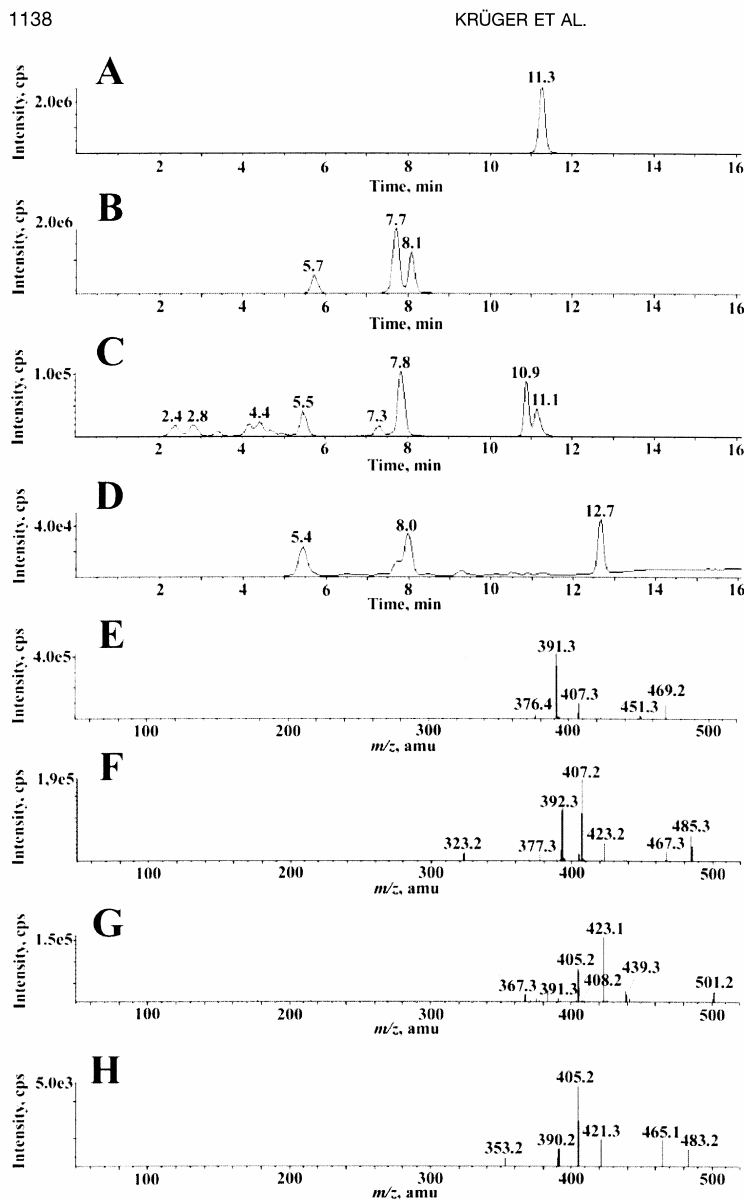 1138 KRÜGER ET AL.
A
Intensity, cps
2.0e6
11.3
2 4 6 8 10 12 14 16
Time, min
B
Intensity, cps
2.0e6
5.7 7.7 8.1
2 4 6 8 10 12 14 16
Time, min
C
Intensity, cps
1.0e5
2.4 2.8 4.4 5.5 7.3 7.8 10.9 11.1
2 4 6 8 10 12 14 16
Time, min
D
Intensity, cps
4.0e4
5.4 8.0 12.7
2 4 6 8 10 12 14 16
Time, min
E
Intensity, cps
4.0e5
376.4 391.3 407.3 451.3 469.2
100 200 300 400 500
m/z, amu
F
Intensity, cps
1,9e5
323.2 377.3 392.3 407.2 423.2 467.3 485.3
100 200 300 400 500
m/z, amu
G
Intensity, cps
1.5e5
367.3 391.3 405.2 408.2 423.1 439.3 501.2
100 200 300 400 500
m/z, amu
H
Intensity, cps
5.0e3
353.2 390.2 405.2 421.3 465.1 483.2
100 200 300 400 500
m/z, amu